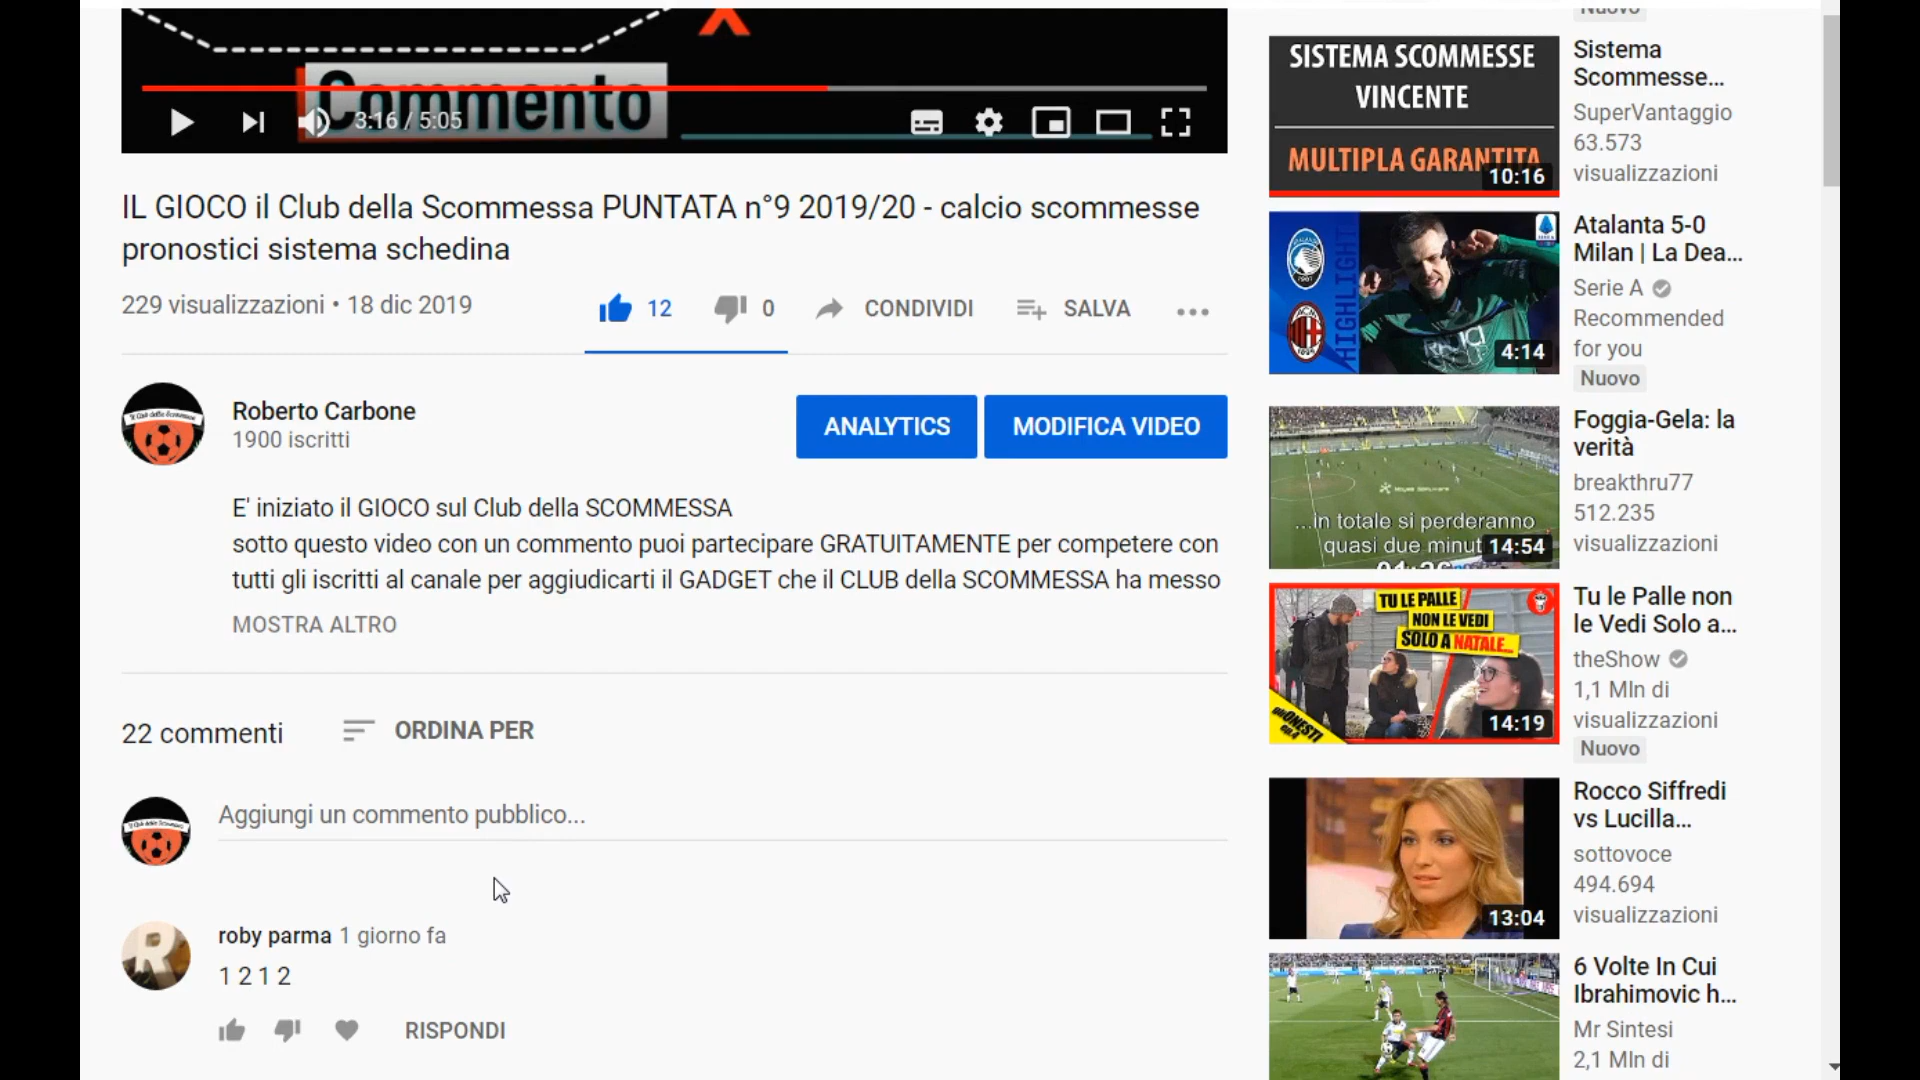 Commento
3:16 / 5:05
IL GIOCO il Club della Scommessa PUNTATA n°9 2019/20 - calcio scommesse
pronostici sistema schedina
229 visualizzazioni • 18 dic 2019
12
0
CONDIVIDI
SALVA
Roberto Carbone
1900 iscritti
ANALYTICS
MODIFICA VIDEO
E' iniziato il GIOCO sul Club della SCOMMESSA
sotto questo video con un commento puoi partecipare GRATUITAMENTE per competere con
tutti gli iscritti al canale per aggiudicarti il GADGET che il CLUB della SCOMMESSA ha messo
MOSTRA ALTRO
22 commenti
ORDINA PER
Aggiungi un commento pubblico...
roby parma 1 giorno fa
1 2 1 2
RISPONDI
Nuovo
SISTEMA SCOMMESSE
VINCENTE
MULTIPLA GARANTITA
10:16
Sistema
Scommesse...
SuperVantaggio
63.573
visualizzazioni
HIGHLIGHT
4:14
Atalanta 5-0
Milan | La Dea...
Serie A
Recommended
for you
Nuovo
...in totale si perderanno
quasi due minut
14:54
Foggia-Gela: la
verità
breakthru77
512.235
visualizzazioni
TU LE PALLE
NON LE VEDI
SOLO A NATALE...
14:19
Tu le Palle non
le Vedi Solo a...
theShow
1,1 Mln di
visualizzazioni
Nuovo
13:04
Rocco Siffredi
vs Lucilla...
sottovoce
494.694
visualizzazioni
6 Volte In Cui
Ibrahimovic h...
Mr Sintesi
2,1 Mln di